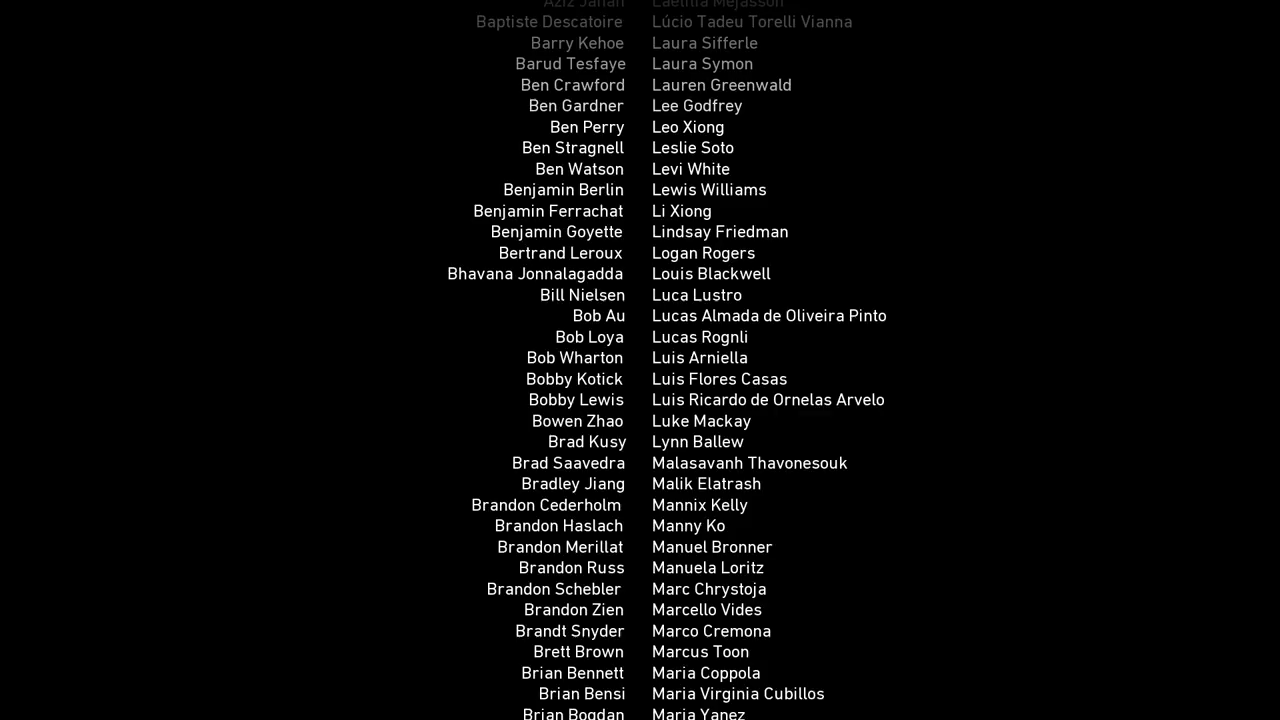 Aziz Jahan Laetitia Mejasson
Baptiste Descatoire Lúcio Tadeu Torelli Vianna
Barry Kehoe Laura Sifferle
Barud Tesfaye Laura Symon
Ben Crawford Lauren Greenwald
Ben Gardner Lee Godfrey
Ben Perry Leo Xiong
Ben Stragnell Leslie Soto
Ben Watson Levi White
Benjamin Berlin Lewis Williams
Benjamin Ferrachat Li Xiong
Benjamin Goyette Lindsay Friedman
Bertrand Leroux Logan Rogers
Bhavana Jonnalagadda Louis Blackwell
Bill Nielsen Luca Lustro
Bob Au Lucas Almada de Oliveira Pinto
Bob Loya Lucas Rognli
Bob Wharton Luis Arniella
Bobby Kotick Luis Flores Casas
Bobby Lewis Luis Ricardo de Ornelas Arvelo
Bowen Zhao Luke Mackay
Brad Kusy Lynn Ballew
Brad Saavedra Malasavanh Thavonesouk
Bradley Jiang Malik Elatrash
Brandon Cederholm Mannix Kelly
Brandon Haslach Manny Ko
Brandon Merillat Manuel Bronner
Brandon Russ Manuela Loritz
Brandon Schebler Marc Chrystoja
Brandon Zien Marcello Vides
Brandt Snyder Marco Cremona
Brett Brown Marcus Toon
Brian Bennett Maria Coppola
Brian Bensi Maria Virginia Cubillos
Brian Bogdan Maria Yanez